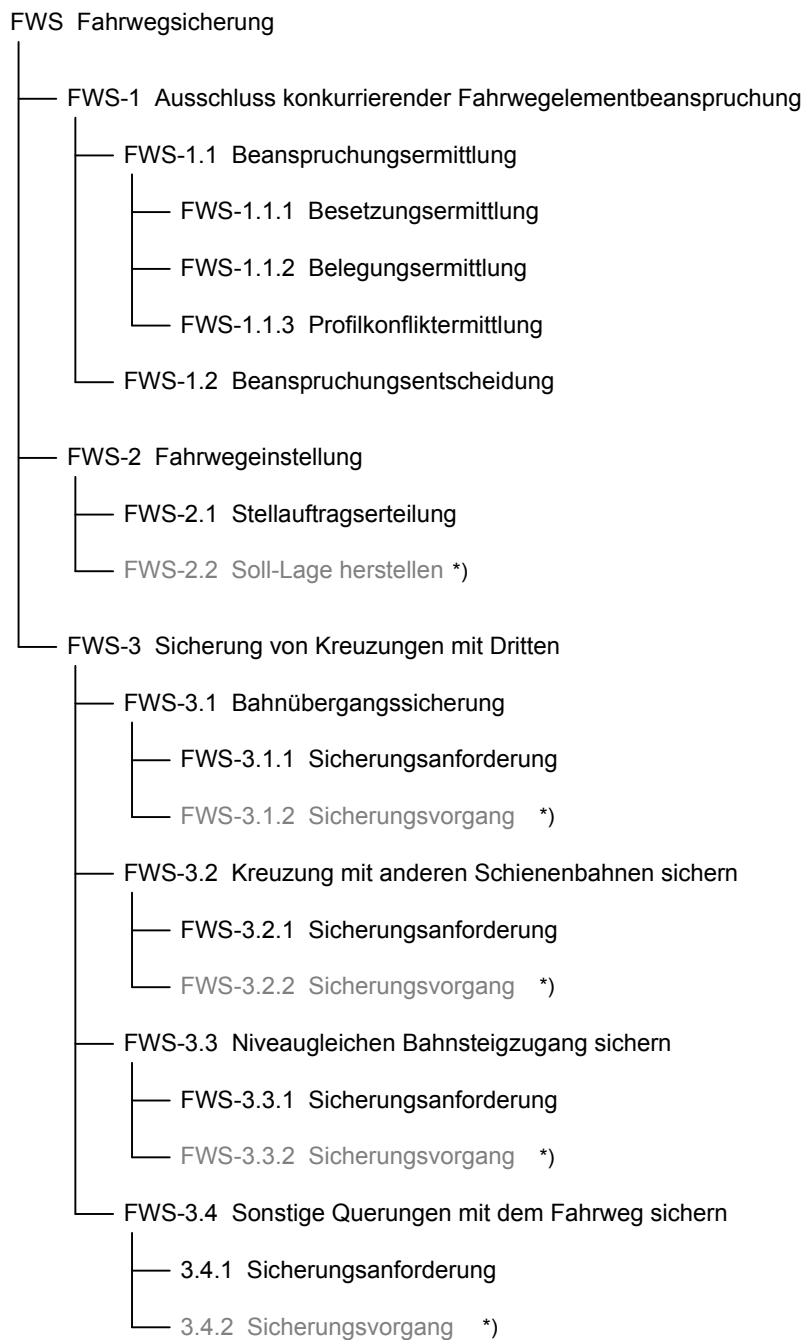 FWS Fahrwegsicherung
FWS-1 Ausschluss konkurrierender Fahrwegelementbeanspruchung
FWS-1.1 Beanspruchungsermittlung
FWS-1.1.1 Besetzungsermittlung
FWS-1.1.2 Belegungsermittlung
FWS-1.1.3 Profilkonfliktermittlung
FWS-1.2 Beanspruchungsentscheidung
FWS-2 Fahrwegeinstellung
FWS-2.1 Stellauftragserteilung
FWS-2.2 Soll-Lage herstellen *)
FWS-3 Sicherung von Kreuzungen mit Dritten
FWS-3.1 Bahnübergangssicherung
FWS-3.1.1 Sicherungsanforderung
FWS-3.1.2 Sicherungsvorgang *)
FWS-3.2 Kreuzung mit anderen Schienenbahnen sichern
FWS-3.2.1 Sicherungsanforderung
FWS-3.2.2 Sicherungsvorgang *)
FWS-3.3 Niveaugleichen Bahnsteigzugang sichern
FWS-3.3.1 Sicherungsanforderung
FWS-3.3.2 Sicherungsvorgang *)
FWS-3.4 Sonstige Querungen mit dem Fahrweg sichern
3.4.1 Sicherungsanforderung
3.4.2 Sicherungsvorgang *)